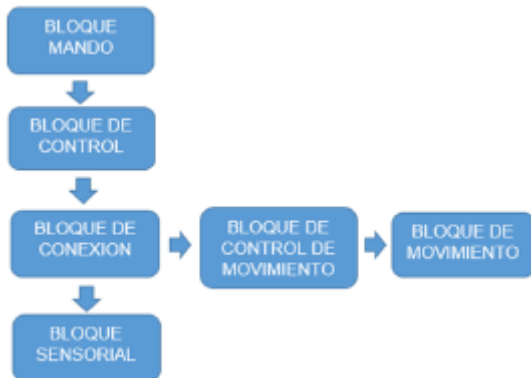 BLOQUE
MANDO
BLOQUE DE
CONTROL
BLOQUE DE
CONEXION
BLOQUE DE
CONTROL DE
MOVIMIENTO
BLOQUE DE
MOVIMIENTO
BLOQUE
SENSORIAL